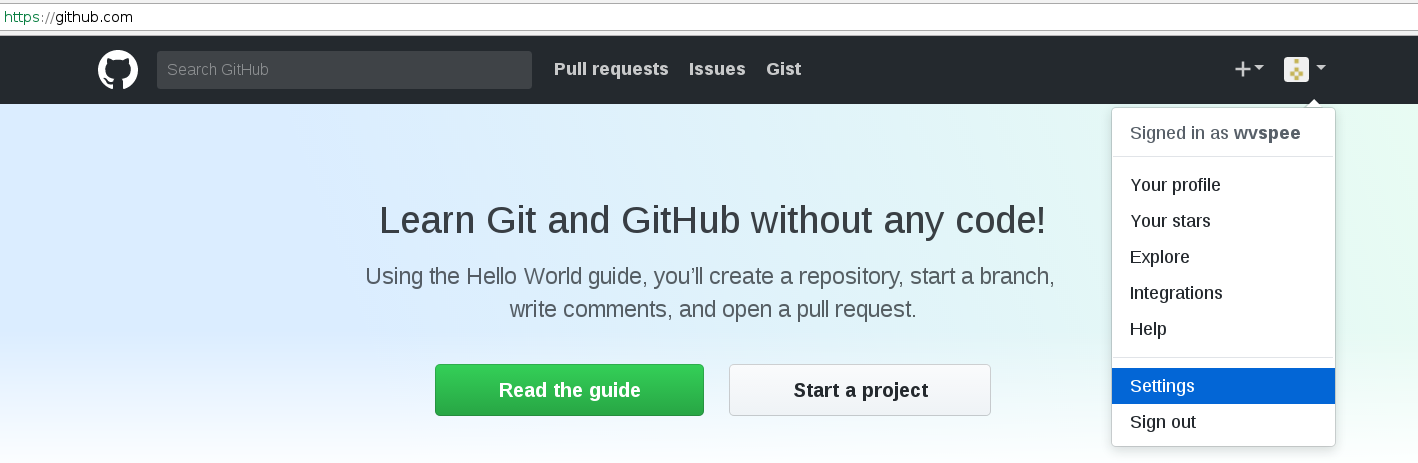 https://github.com
Search GitHub
Pull requests
Issues
Gist
Signed in as wvspee
Your profile
Your stars
Explore
Integrations
Help
Settings
Sign out
Learn Git and GitHub without any code!
Using the Hello World guide, you’ll create a repository, start a branch,
write comments, and open a pull request.
Read the guide
Start a project